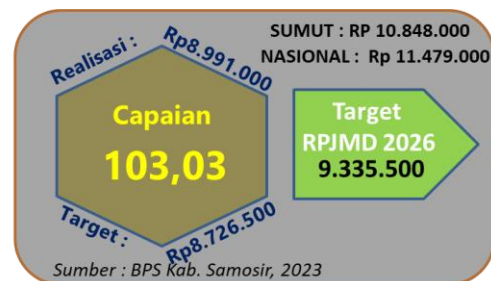 SUMUT : RP 10.848.000
NASIONAL : Rp 11.479.000
Realisasi : Rp8.991.000
Capaian
103,03
Target : Rp8.726.500
Target
RPJMD 2026
9.335.500
Sumber : BPS Kab. Samosir, 2023